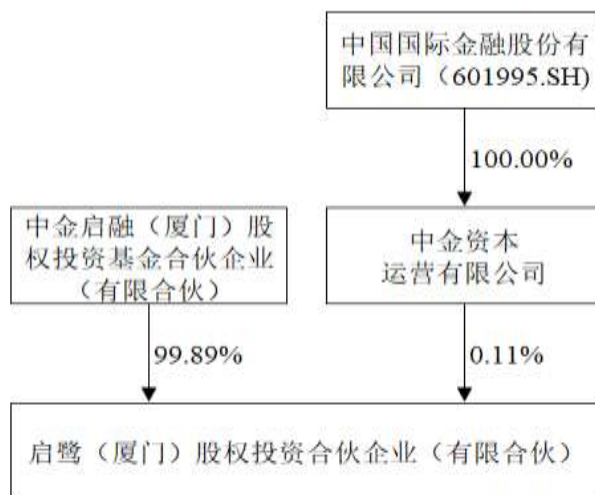 中国国际金融股份有
限公司（601995.SH)
100.00%
中金启融（厦门）股
权投资基金合伙企业
（有限合伙）
中金资本
运营有限公司
99.89%
0.11%
启鹭（厦门）股权投资合伙企业（有限合伙）